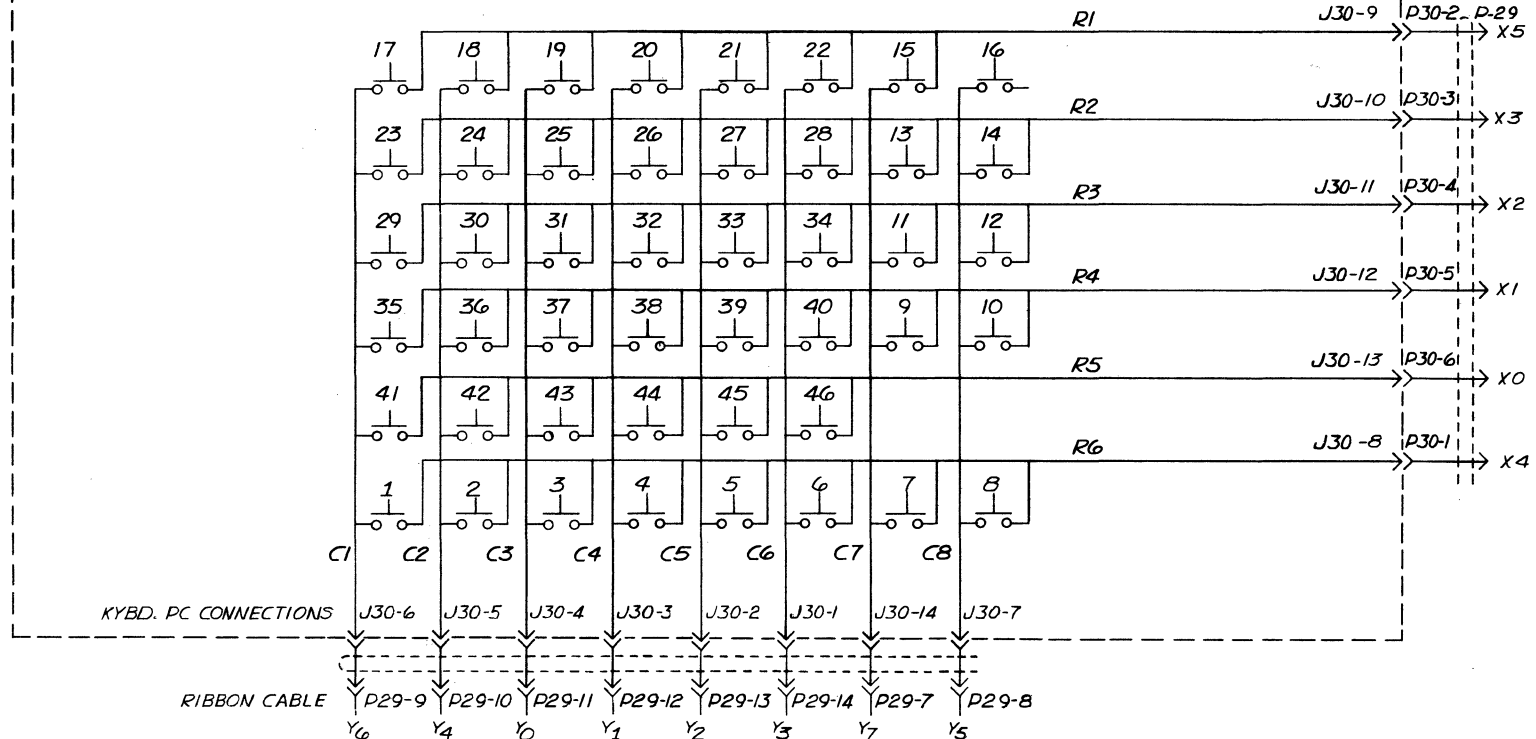 R1 J30-9 P30-2 P-29
X5
17 18 19 20 21 22 15 16
R2 J30-10 P30-3
X3
23 24 25 26 27 28 13 14
R3 J30-11 P30-4
X2
29 30 31 32 33 34 11 12
R4 J30-12 P30-5
X1
35 36 37 38 39 40 9 10
R5 J30-13 P30-6
X0
41 42 43 44 45 46
R6 J30-8 P30-1
X4
1 2 3 4 5 6 7 8
C1 C2 C3 C4 C5 C6 C7 C8
KYBD. PC CONNECTIONS J30-6 J30-5 J30-4 J30-3 J30-2 J30-1 J30-14 J30-7
RIBBON CABLE P29-9 P29-10 P29-11 P29-12 P29-13 P29-14 P29-7 P29-8
Y6 Y4 Y0 Y1 Y2 Y3 Y7 Y5